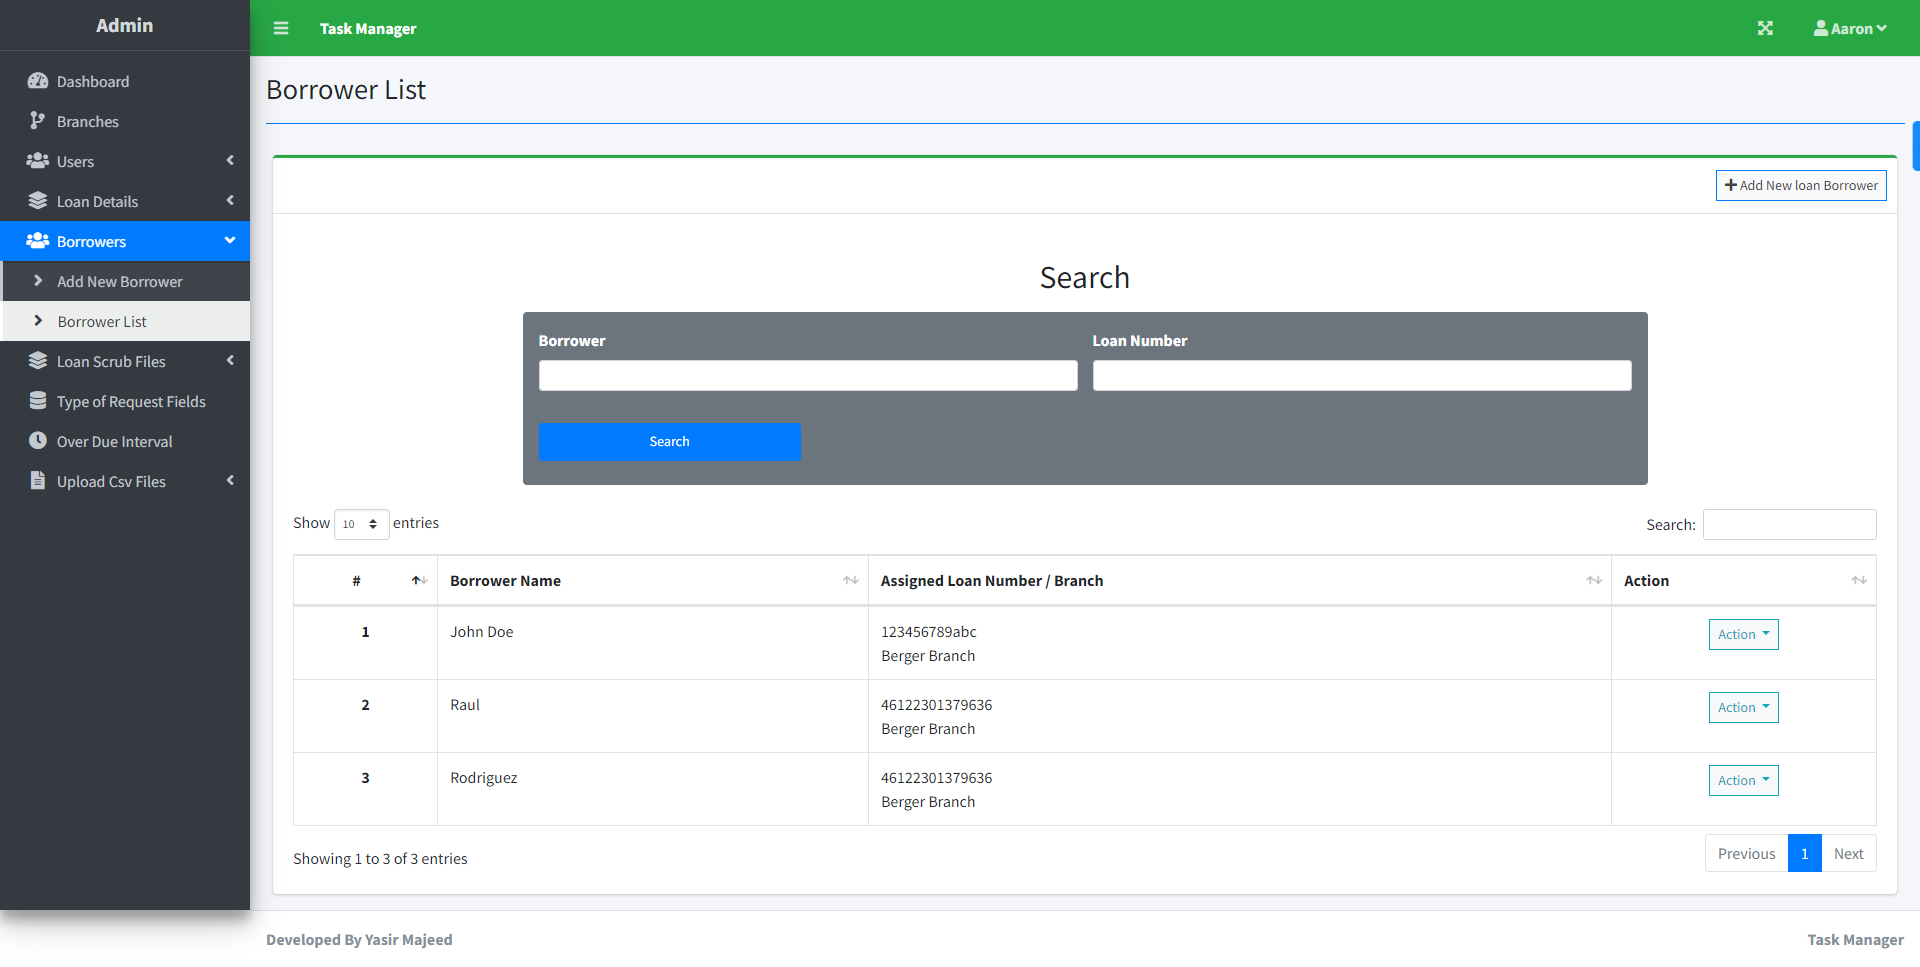 Admin
Task Manager
Aaron
Dashboard
Branches
Users
Loan Details
Borrowers
Add New Borrower
Borrower List
Loan Scrub Files
Type of Request Fields
Over Due Interval
Upload Csv Files
Borrower List
Add New loan Borrower
Search
Borrower Loan Number
Search
Show 10 entries Search:
# Borrower Name Assigned Loan Number / Branch Action
1 John Doe 123456789abc Action
Berger Branch
2 Raul 46122301379636 Action
Berger Branch
3 Rodriguez 46122301379636 Action
Berger Branch
Showing 1 to 3 of 3 entries Previous 1 Next
Developed By Yasir Majeed Task Manager